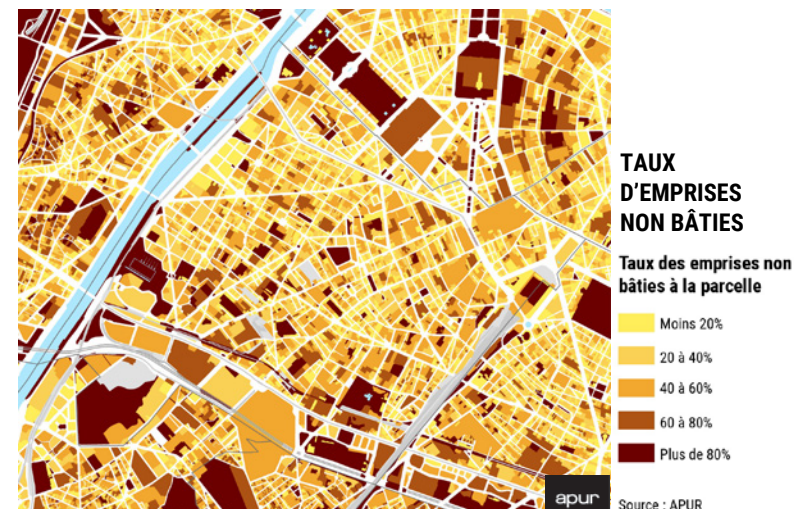 TAUX
D'EMPRISES
NON BÂTIES
Taux des emprises non
bâties à la parcelle
Moins 20%
20 à 40%
40 à 60%
60 à 80%
Plus de 80%
apur
Source : APUR